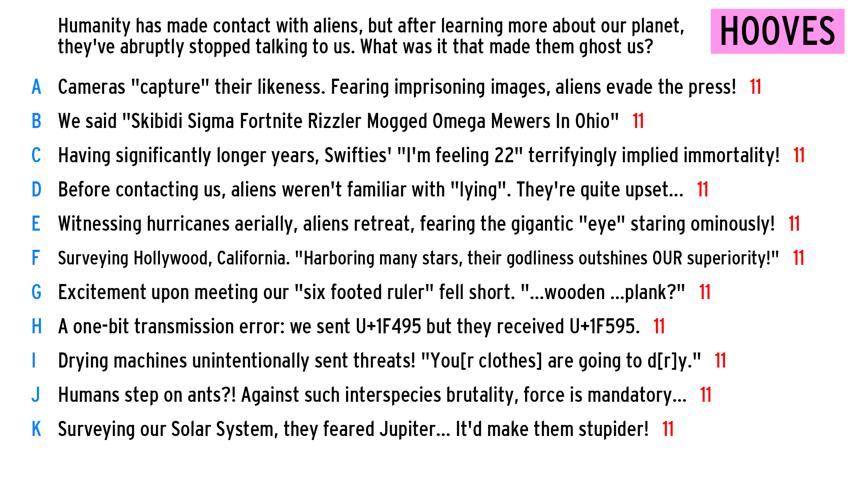 Humanity has made contact with aliens, but after learning more about our planet,
they've abruptly stopped talking to us. What was it that made them ghost us?
HOOVES
A Cameras "capture" their likeness. Fearing imprisoning images, aliens evade the press! 11
B We said "Skibidi Sigma Fortnite Rizzler Mogged Omega Mewers In Ohio" 11
C Having significantly longer years, Swifties' "I'm feeling 22" terrifyingly implied immortality! 11
D Before contacting us, aliens weren't familiar with "lying". They're quite upset... 11
E Witnessing hurricanes aerially, aliens retreat, fearing the gigantic "eye" staring ominously! 11
F Surveying Hollywood, California. "Harboring many stars, their godliness outshines OUR superiority!" 11
G Excitement upon meeting our "six footed ruler" fell short. "...wooden ...plank?" 11
H A one-bit transmission error: we sent U+1F495 but they received U+1F595. 11
I Drying machines unintentionally sent threats! "You[r clothes] are going to d[r]y." 11
J Humans step on ants?! Against such interspecies brutality, force is mandatory... 11
K Surveying our Solar System, they feared Jupiter... It'd make them stupider! 11